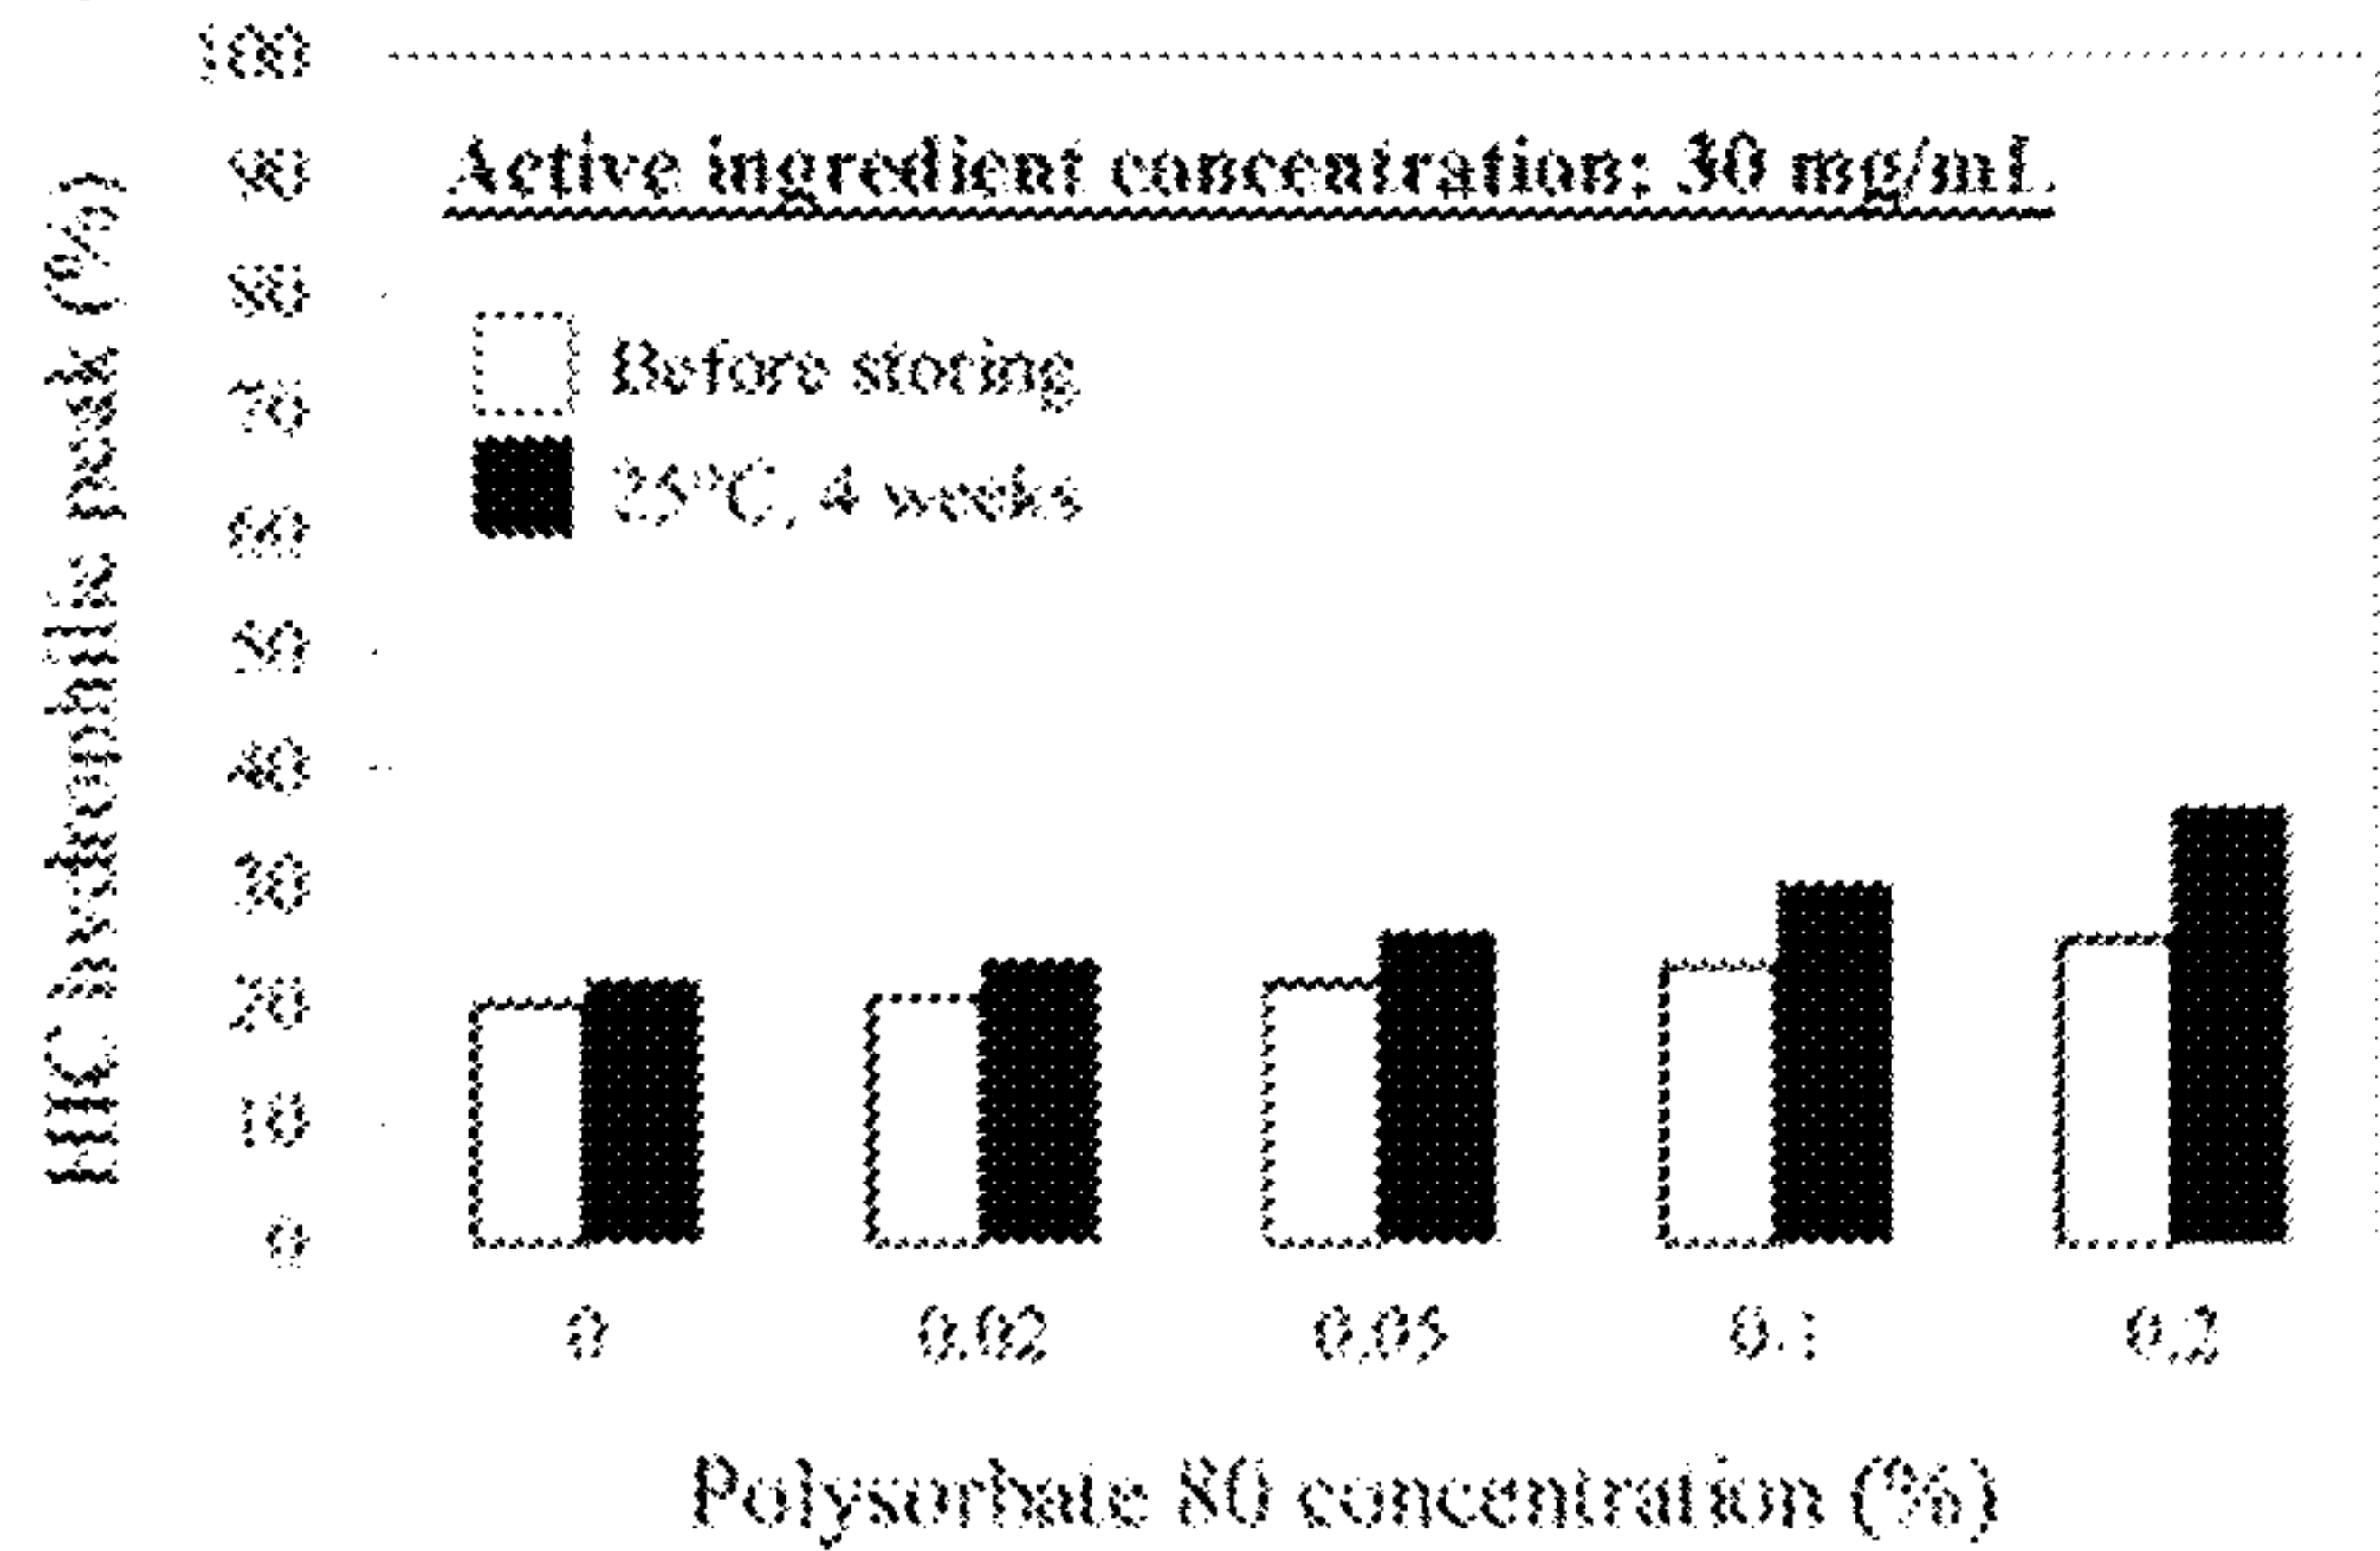 HIC hydrophilic peak (%)
100
90
80
70
60
50
40
30
20
10
0
Active ingredient concentration: 30 mg/mL
Before storing
25°C, 4 weeks
0 0.02 0.05 0.1 0.2
Polysorbate 80 concentration (%)